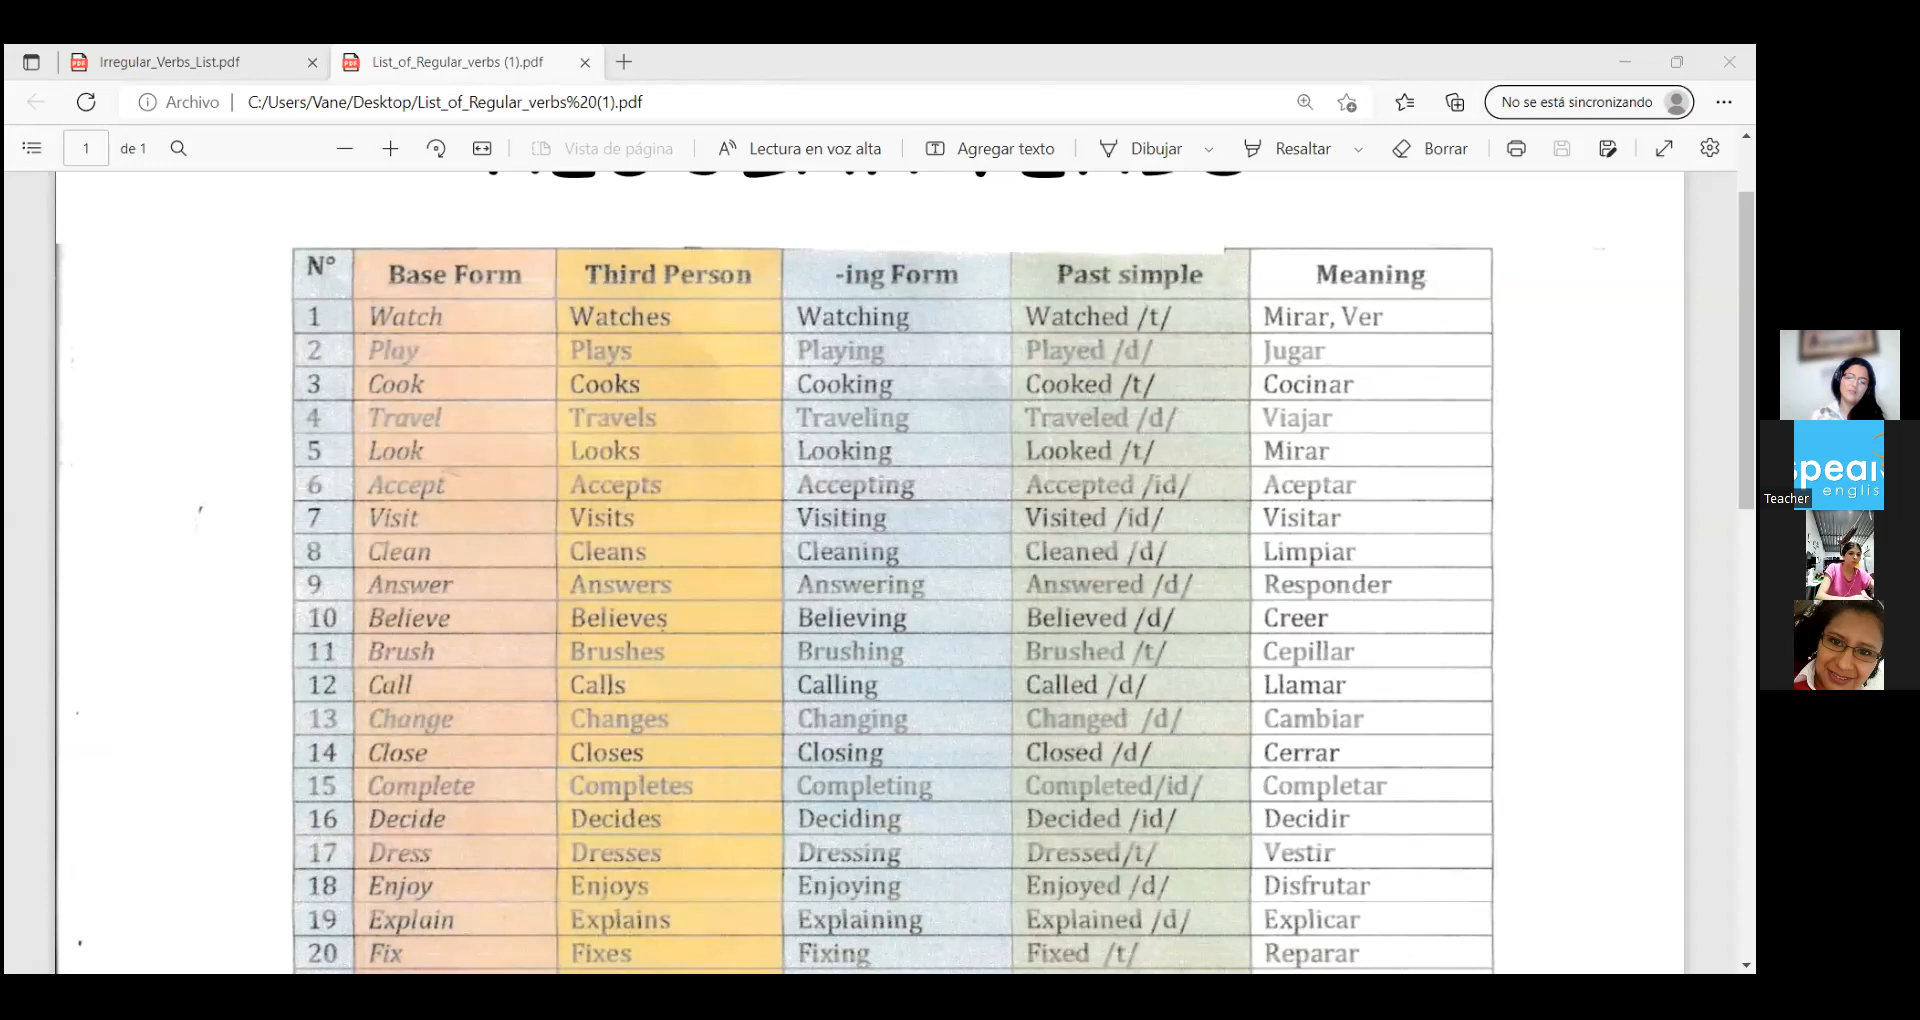 Irregular_Verbs_List.pdf List_of_Regular_verbs (1).pdf
Archivo C:/Users/Vane/Desktop/List_of_Regular_verbs%20(1).pdf No se está sincronizando
1 de 1 Vista de página Lectura en voz alta Agregar texto Dibujar Resaltar Borrar
N° Base Form Third Person -ing Form Past simple Meaning
1 Watch Watches Watching Watched /t/ Mirar, Ver
2 Play Plays Playing Played /d/ Jugar
3 Cook Cooks Cooking Cooked /t/ Cocinar
4 Travel Travels Traveling Traveled /d/ Viajar
5 Look Looks Looking Looked /t/ Mirar
6 Accept Accepts Accepting Accepted /id/ Aceptar
7 Visit Visits Visiting Visited /id/ Visitar
8 Clean Cleans Cleaning Cleaned /d/ Limpiar
9 Answer Answers Answering Answered /d/ Responder
10 Believe Believes Believing Believed /d/ Creer
11 Brush Brushes Brushing Brushed /t/ Cepillar
12 Call Calls Calling Called /d/ Llamar
13 Change Changes Changing Changed /d/ Cambiar
14 Close Closes Closing Closed /d/ Cerrar
15 Complete Completes Completing Completed/id/ Completar
16 Decide Decides Deciding Decided /id/ Decidir
17 Dress Dresses Dressing Dressed/t/ Vestir
18 Enjoy Enjoys Enjoying Enjoyed /d/ Disfrutar
19 Explain Explains Explaining Explained /d/ Explicar
20 Fix Fixes Fixing Fixed /t/ Reparar
speak
englis
Teacher